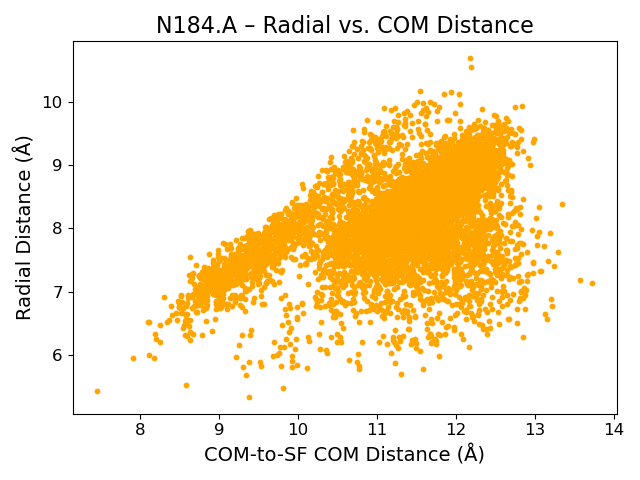 N184.A – Radial vs. COM Distance
Radial Distance (Å)
10
9
8
7
6
8 9 10 11 12 13 14
COM-to-SF COM Distance (Å)